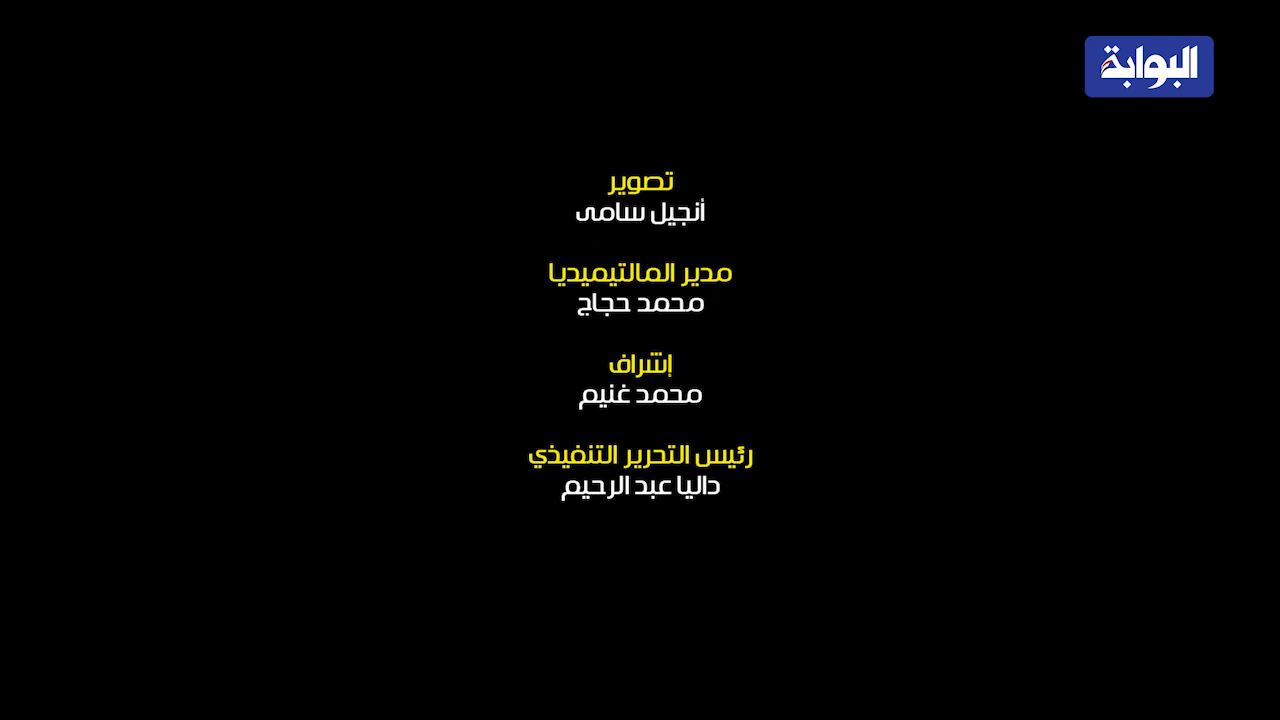 البوابة
تصوير
أنجيل سامى
مدير المالتيميديا
محمد حجاج
إشراف
محمد غنيم
رئيس التحرير التنفيذي
داليا عبد الرحيم